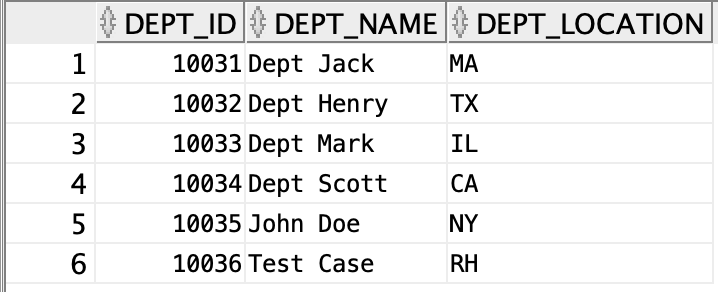 DEPT_ID DEPT_NAME DEPT_LOCATION
1 10031 Dept Jack MA
2 10032 Dept Henry TX
3 10033 Dept Mark IL
4 10034 Dept Scott CA
5 10035 John Doe NY
6 10036 Test Case RH